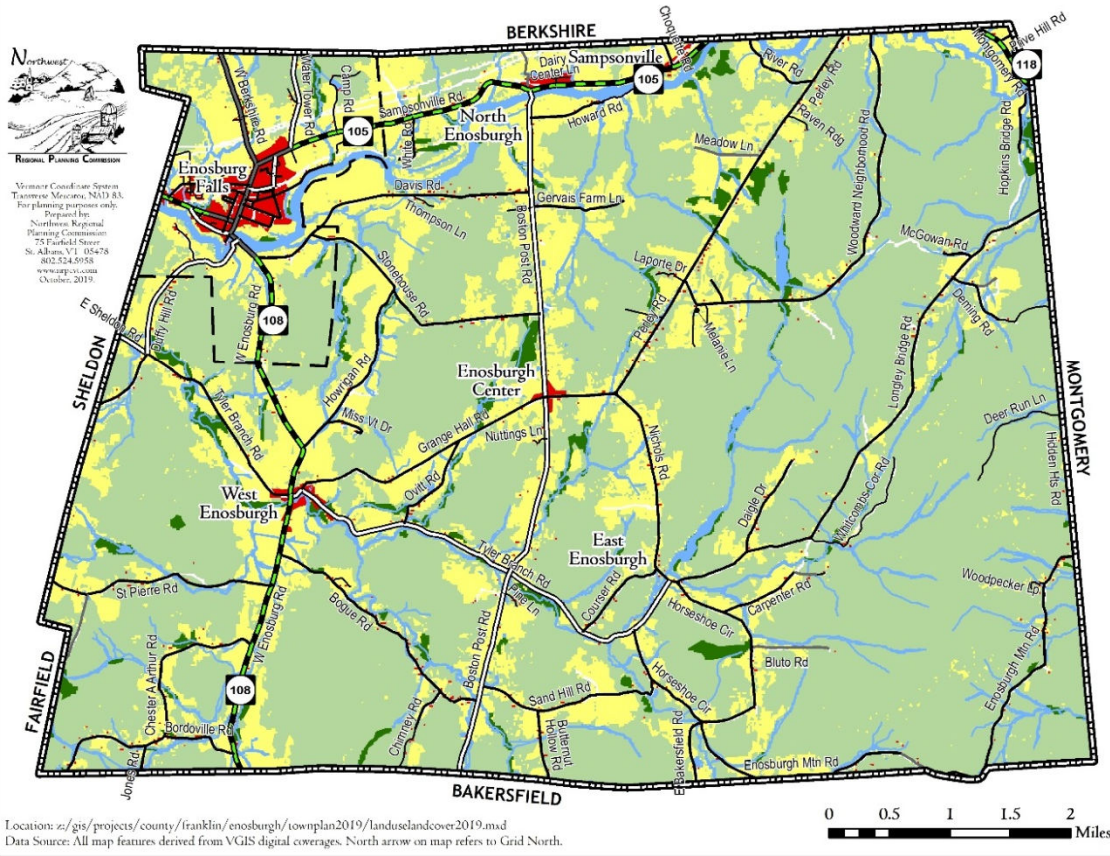 BERKSHIRE
Northwest
REGIONAL PLANNING COMMISSION
Vermont Coordinate System
Transverse Mercator, NAD 83.
For planning purposes only.
Prepared by:
Northwest Regional
Planning Commission
75 Fairfield Street
St. Albans, VT 05478
802.524.5958
www.nrpcvt.com
October, 2019.
Choquette Rd
Sampsonville
Dairy Center Ln
105
118
Montgomery Rd
W Berkshire Rd
Water Tower Rd
Camp Rd
Sampsonville Rd
105
White Rd
North
Enosburgh
Howard Rd
River Rd
Perley Rd
Raven Rdg
Meadow Ln
Woodward Neighborhood Rd
Hopkins Bridge Rd
Enosburg
Falls
Davis Rd
Thompson Ln
Gervais Farm Ln
Boston Post Rd
McGowan Rd
Laporte Dr
Stonehouse Rd
Perley Rd
Melanie Ln
Deming Rd
E Sheldon Rd
Duffy Hill Rd
W Enosburg Rd
108
SHELDON
Longley Bridge Rd
MONTGOMERY
Enosburgh
Center
Howrigan Rd
Tyler Branch Rd
Miss Vt Dr
Grange Hall Rd
Nuttings Ln
Nichols Rd
Deer Run Ln
Hidden Hts Rd
West
Enosburgh
Ovitt Rd
Daigle Dr
Whitcombs Cor Rd
East
Enosburgh
Tyler Branch Rd
Pine Ln
Courser Rd
Horseshoe Cir
Carpenter Rd
Woodpecker Lp
St Pierre Rd
Bogue Rd
W Enosburg Rd
Boston Post Rd
Bluto Rd
Enosburgh Mtn Rd
FAIRFIELD
Chester A Arthur Rd
108
Horseshoe Cir
Sand Hill Rd
Bordoville Rd
Chimney Rd
Butternut
Hollow Rd
E Bakersfield Rd
Enosburgh Mtn Rd
Jones Rd
BAKERSFIELD
0 0.5 1 1.5 2
Miles
Location: z:/gis/projects/county/franklin/enosburgh/townplan2019/landuselandcover2019.mxd
Data Source: All map features derived from VGIS digital coverages. North arrow on map refers to Grid North.